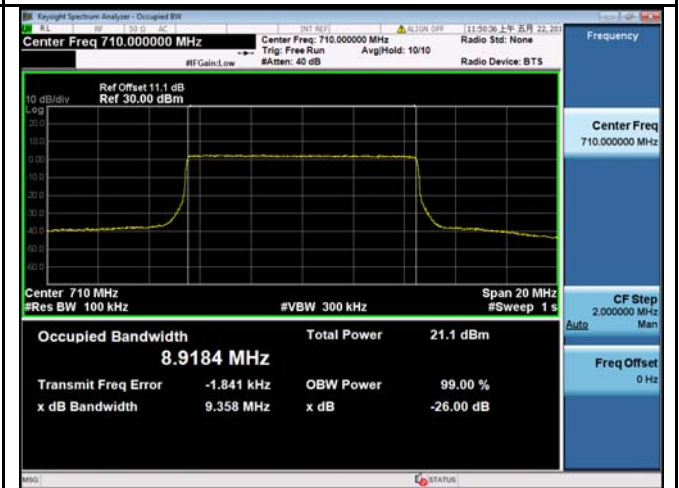 Keysight Spectrum Analyzer - Occupied BW
RL RF 50 Ω AC INT REF ALIGN OFF 11:50:36 上午 五月 22, 201
Center Freq 710.000000 MHz
Center Freq: 710.000000 MHz
Radio Std: None
Trig: Free Run Avg|Hold: 10/10
#IFGain:Low #Atten: 40 dB Radio Device: BTS
Ref Offset 11.1 dB
10 dB/div Ref 30.00 dBm
Log
20.0
10.0
0.00
10.0
20.0
30.0
40.0
50.0
60.0
Center 710 MHz Span 20 MHz
#Res BW 100 kHz #VBW 300 kHz #Sweep 1 s
Occupied Bandwidth Total Power 21.1 dBm
8.9184 MHz
Transmit Freq Error -1.841 kHz OBW Power 99.00 %
x dB Bandwidth 9.358 MHz x dB -26.00 dB
MSG STATUS
Frequency
Center Freq
710.000000 MHz
CF Step
2.000000 MHz
Auto Man
Freq Offset
0 Hz